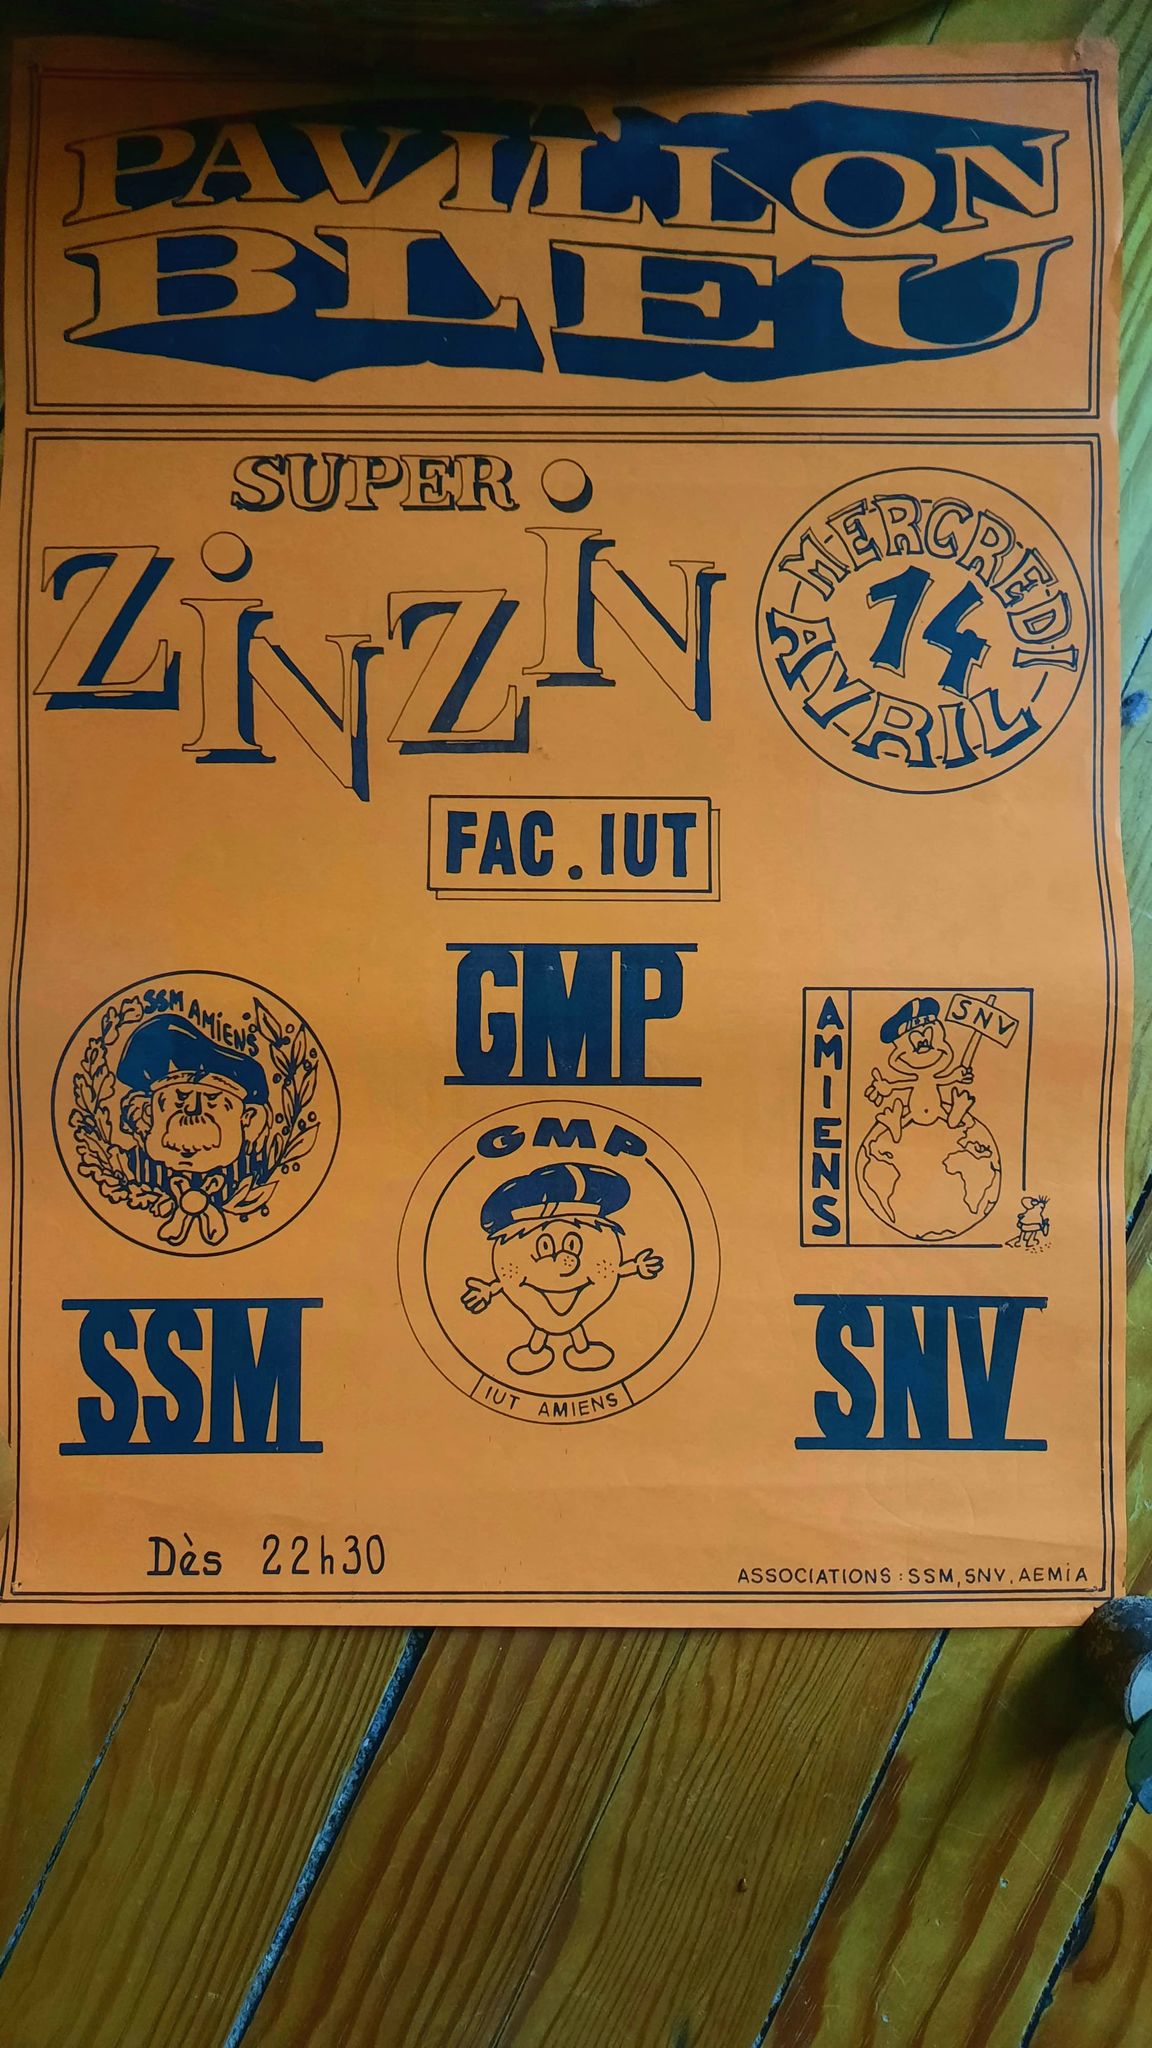 PAVILLON
BLEU
SUPER
ZiNZiN
MERCREDI
14
AVRIL
FAC. IUT
GMP
SSM AMiENS
GMP
IUT AMIENS
AMIENS
SNV
SSM
SNV
Dès 22h30
ASSOCIATIONS : SSM, SNV, AEMiA